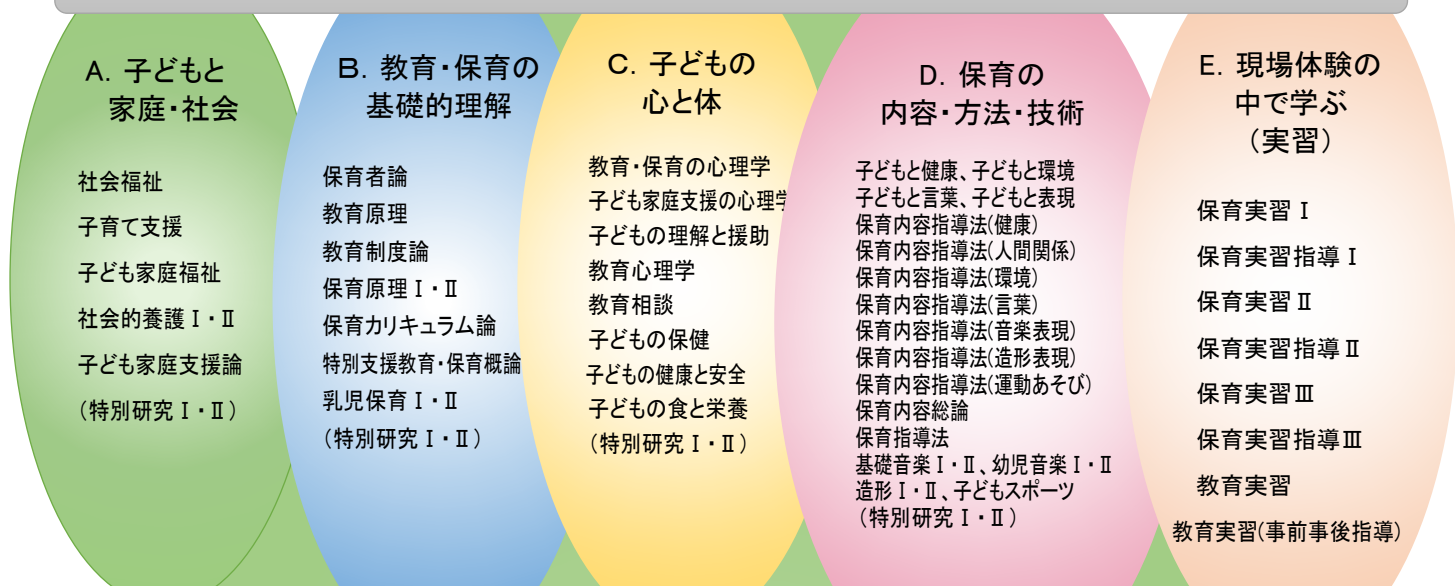 A．子どもと
家庭・社会
社会福祉
子育て支援
子ども家庭福祉
社会的養護Ⅰ・Ⅱ
子ども家庭支援論
（特別研究Ⅰ・Ⅱ）
B．教育・保育の
基礎的理解
保育者論
教育原理
教育制度論
保育原理Ⅰ・Ⅱ
保育カリキュラム論
特別支援教育・保育概論
乳児保育Ⅰ・Ⅱ
（特別研究Ⅰ・Ⅱ）
C．子どもの
心と体
教育・保育の心理学
子ども家庭支援の心理学
子どもの理解と援助
教育心理学
教育相談
子どもの保健
子どもの健康と安全
子どもの食と栄養
（特別研究Ⅰ・Ⅱ）
D．保育の
内容・方法・技術
子どもと健康、子どもと環境
子どもと言葉、子どもと表現
保育内容指導法(健康)
保育内容指導法(人間関係)
保育内容指導法(環境)
保育内容指導法(言葉)
保育内容指導法(音楽表現)
保育内容指導法(造形表現)
保育内容指導法(運動あそび)
保育内容総論
保育指導法
基礎音楽Ⅰ・Ⅱ、幼児音楽Ⅰ・Ⅱ
造形Ⅰ・Ⅱ、子どもスポーツ
（特別研究Ⅰ・Ⅱ）
E．現場体験の
中で学ぶ
（実習）
保育実習Ⅰ
保育実習指導Ⅰ
保育実習Ⅱ
保育実習指導Ⅱ
保育実習Ⅲ
保育実習指導Ⅲ
教育実習
教育実習(事前事後指導)